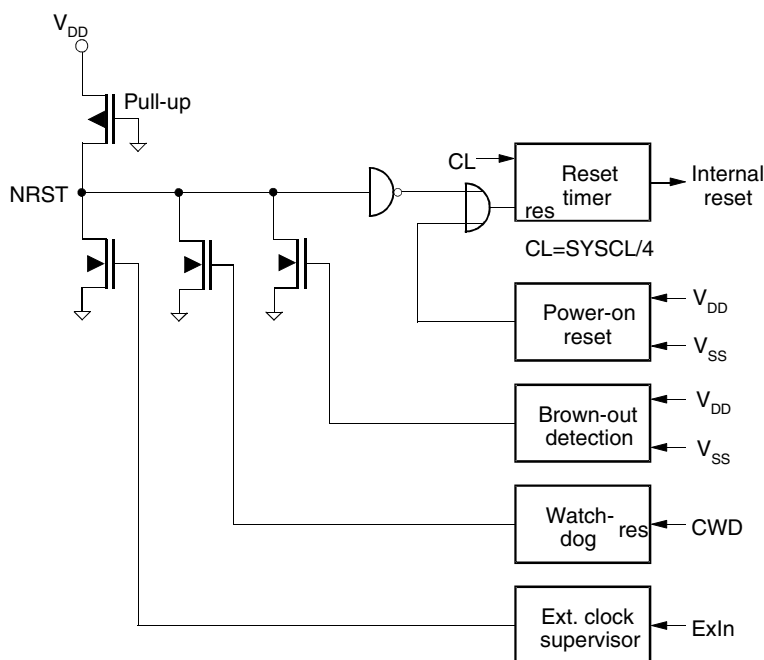 VDD
Pull-up
NRST
CL
Reset
timer
res
Internal
reset
CL=SYSCL/4
Power-on
reset
VDD
VSS
Brown-out
detection
VDD
VSS
Watch-
dog
res
CWD
Ext. clock
supervisor
ExIn